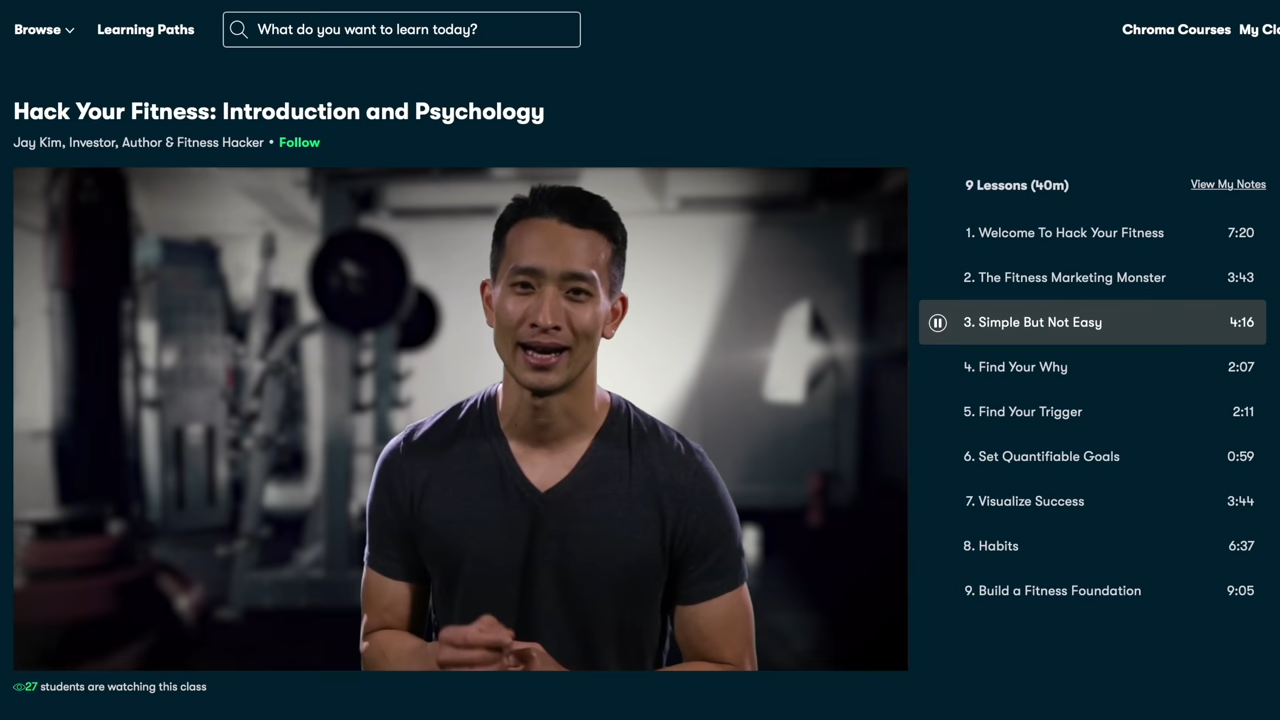 Browse
Learning Paths
What do you want to learn today?
Chroma Courses
My Cl
Hack Your Fitness: Introduction and Psychology
Jay Kim, Investor, Author & Fitness Hacker • Follow
9 Lessons (40m)
View My Notes
1. Welcome To Hack Your Fitness 7:20
2. The Fitness Marketing Monster 3:43
3. Simple But Not Easy 4:16
4. Find Your Why 2:07
5. Find Your Trigger 2:11
6. Set Quantifiable Goals 0:59
7. Visualize Success 3:44
8. Habits 6:37
9. Build a Fitness Foundation 9:05
27 students are watching this class